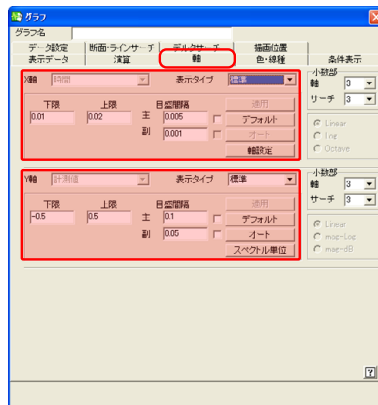 グラフ
グラフ名
データ設定 断面・ラインサーチ デルタサーチ 描画位置
表示データ 演算 軸 色・線種 条件表示
X軸 時間 表示タイプ 標準
下限 上限 目盛間隔 適用
0.01 0.02 主 0.005 デフォルト
副 0.001 オート
軸設定
小数部
軸 3
サーチ 3
Linear
log
Octave
Y軸 計測値 表示タイプ 標準
下限 上限 目盛間隔 適用
-0.5 0.5 主 0.1 デフォルト
副 0.05 オート
スペクトル単位
小数部
軸 3
サーチ 3
Linear
mag-Log
mag-dB
?